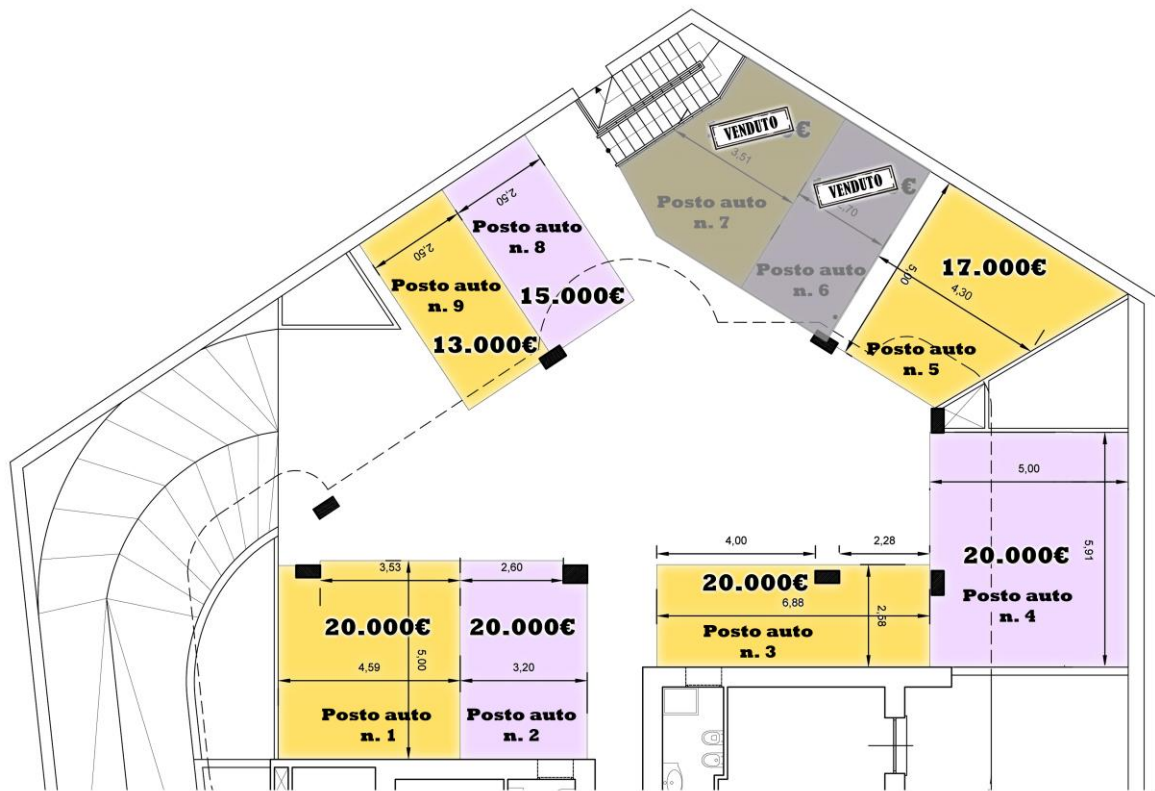 VENDUTO
€
3,51
Posto auto
n. 7
VENDUTO
€
,70
Posto auto
n. 6
2,50
Posto auto
n. 8
15.000€
2,50
Posto auto
n. 9
13.000€
17.000€
5,00
4,30
Posto auto
n. 5
5,00
5,91
20.000€
Posto auto
n. 4
4,00
2,28
20.000€
6,88
2,58
Posto auto
n. 3
3,53
20.000€
5,00
4,59
Posto auto
n. 1
2,60
20.000€
3,20
Posto auto
n. 2